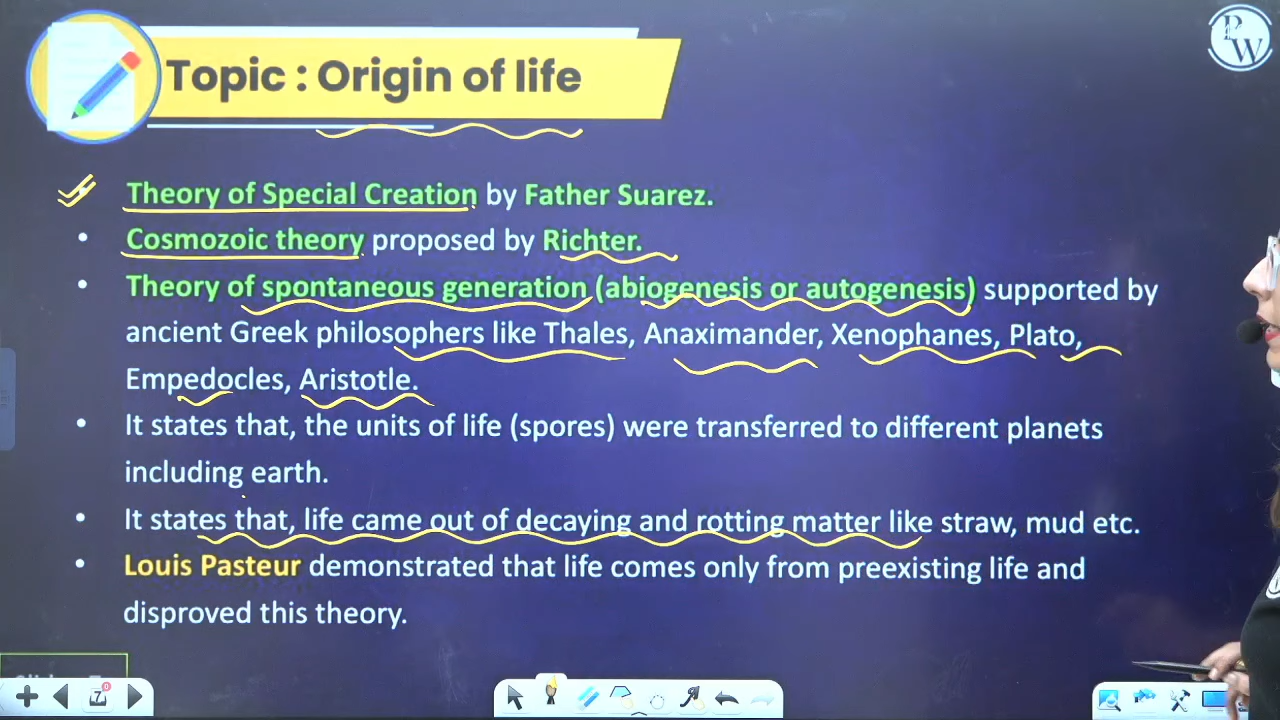 PW
Topic : Origin of life
Theory of Special Creation by Father Suarez.
• Cosmozoic theory proposed by Richter.
• Theory of spontaneous generation (abiogenesis or autogenesis) supported by
ancient Greek philosophers like Thales, Anaximander, Xenophanes, Plato,
Empedocles, Aristotle.
• It states that, the units of life (spores) were transferred to different planets
including earth.
• It states that, life came out of decaying and rotting matter like straw, mud etc.
• Louis Pasteur demonstrated that life comes only from preexisting life and
disproved this theory.